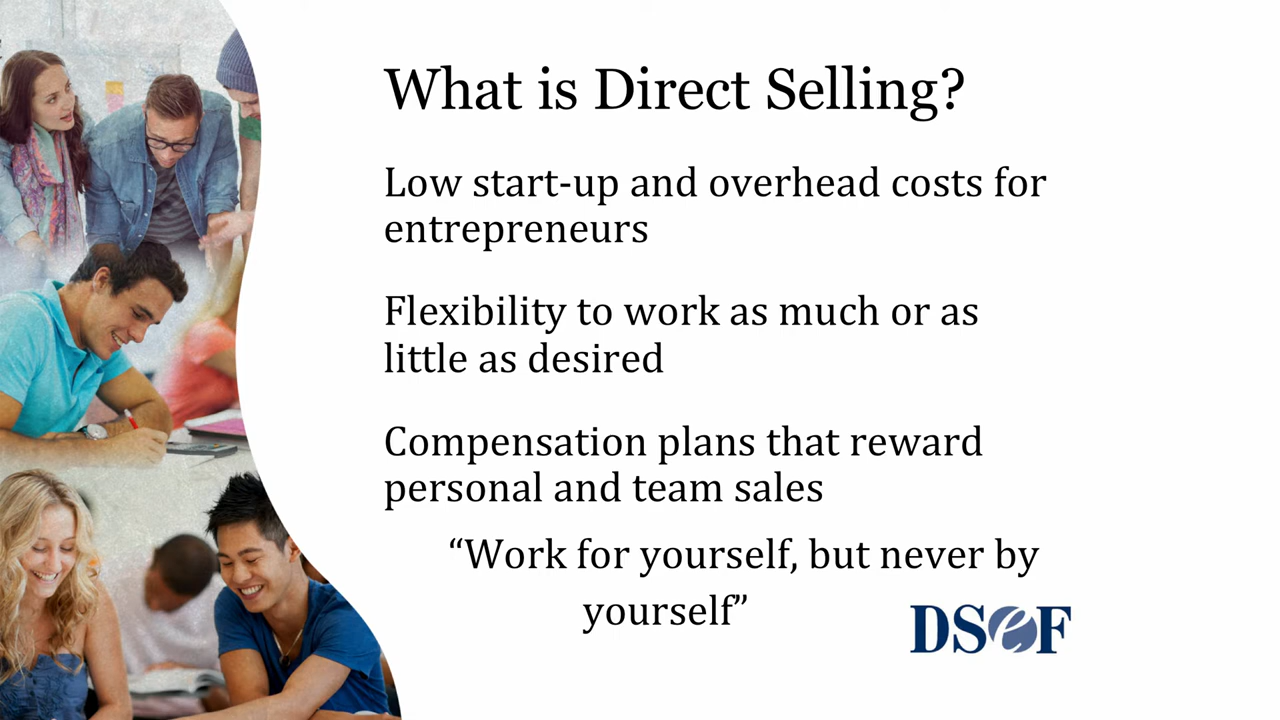 What is Direct Selling?
Low start-up and overhead costs for
entrepreneurs
Flexibility to work as much or as
little as desired
Compensation plans that reward
personal and team sales
“Work for yourself, but never by
yourself”
DSEF